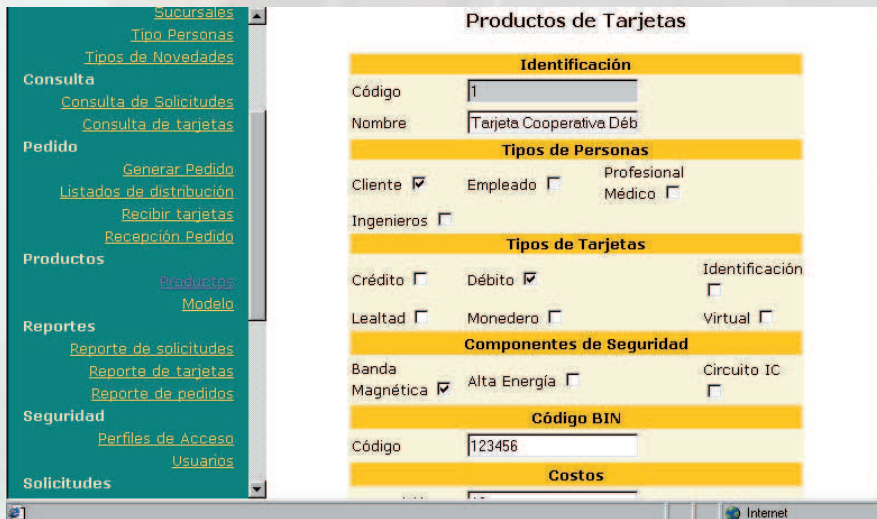 Sucursales
Tipo Personas
Tipos de Novedades
Consulta
Consulta de Solicitudes
Consulta de tarjetas
Pedido
Generar Pedido
Listados de distribución
Recibir tarjetas
Recepción Pedido
Productos
Productos
Modelo
Reportes
Reporte de solicitudes
Reporte de tarjetas
Reporte de pedidos
Seguridad
Perfiles de Acceso
Usuarios
Solicitudes
Productos de Tarjetas
Identificación
Código 1
Nombre Tarjeta Cooperativa Déb
Tipos de Personas
Cliente Empleado Profesional
Médico
Ingenieros
Tipos de Tarjetas
Crédito Débito Identificación
Lealtad Monedero Virtual
Componentes de Seguridad
Banda
Magnética Alta Energía Circuito IC
Código BIN
Código 123456
Costos
Internet